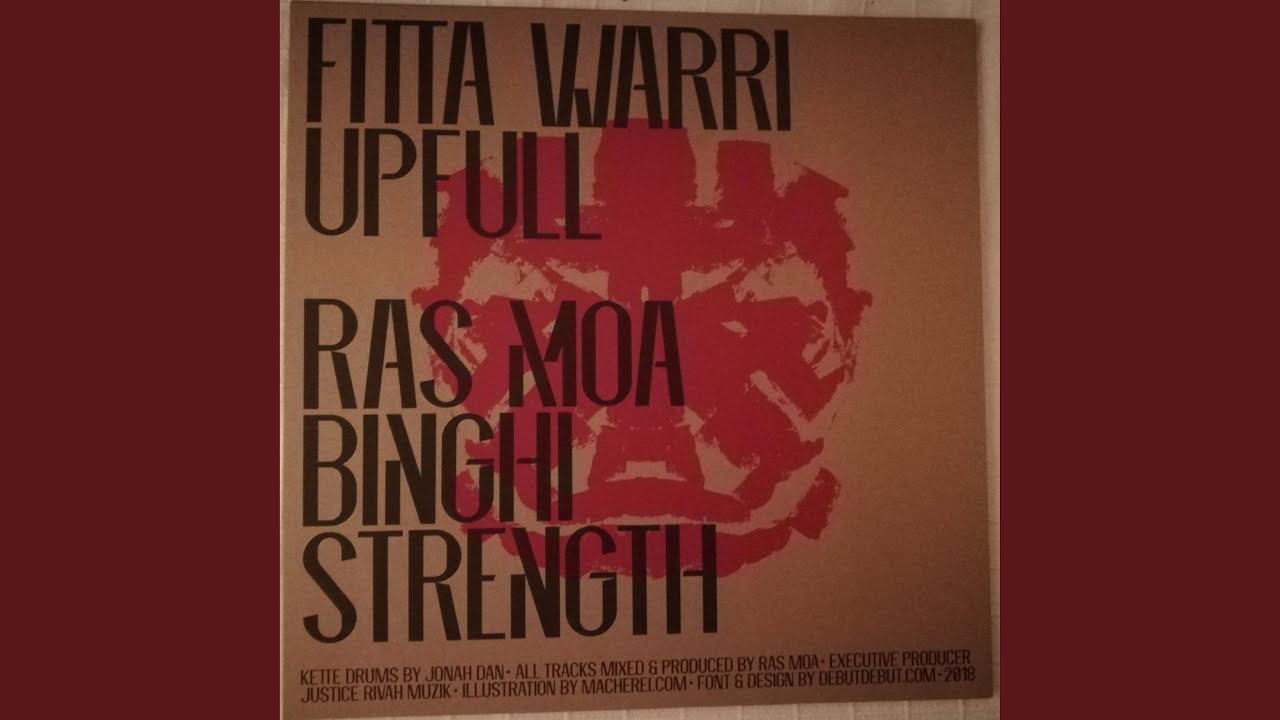 FITTA WARRI
UPFULL
RAS MOA
BINGHI
STRENGTH
KETTE DRUMS BY JONAH DAN • ALL TRACKS MIXED & PRODUCED BY RAS MOA • EXECUTIVE PRODUCER
JUSTICE RIVAH MUZIK • ILLUSTRATION BY MACHEREI.COM • FONT & DESIGN BY DEBUTDEBUT.COM • 2018